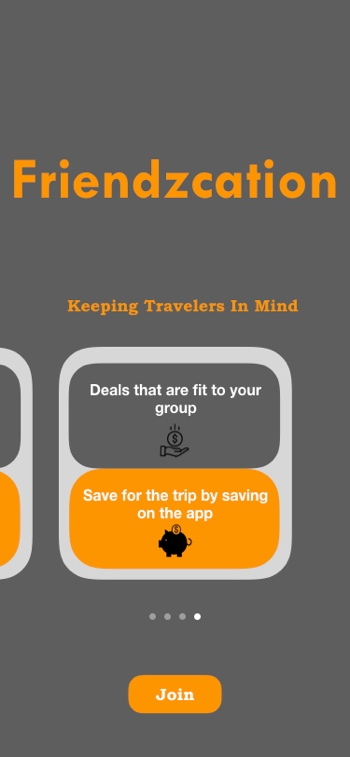 Friendzcation
Keeping Travelers In Mind
Deals that are fit to your
group
$
Save for the trip by saving
on the app
$
Join